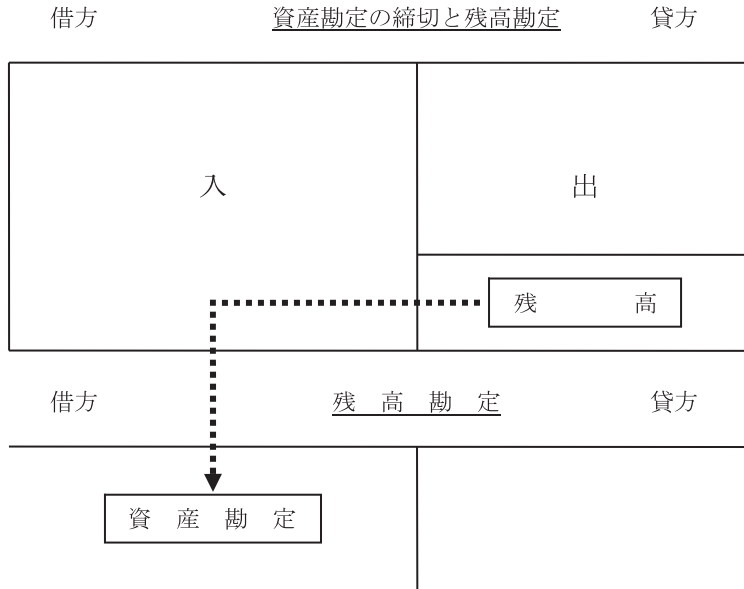 借方 資産勘定の締切と残高勘定 貸方
入 出
残 高
借方 残高勘定 貸方
資産勘定